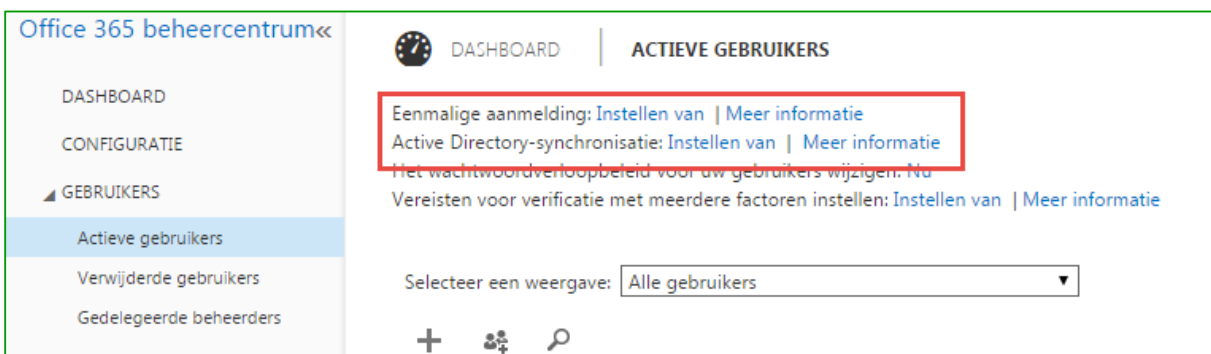 Office 365 beheercentrum«
DASHBOARD
CONFIGURATIE
GEBRUIKERS
Actieve gebruikers
Verwijderde gebruikers
Gedelegeerde beheerders
DASHBOARD | ACTIEVE GEBRUIKERS
Eenmalige aanmelding: Instellen van | Meer informatie
Active Directory-synchronisatie: Instellen van | Meer informatie
Het wachtwoordverloopbeleid voor uw gebruikers wijzigen: Nu
Vereisten voor verificatie met meerdere factoren instellen: Instellen van | Meer informatie
Selecteer een weergave: Alle gebruikers